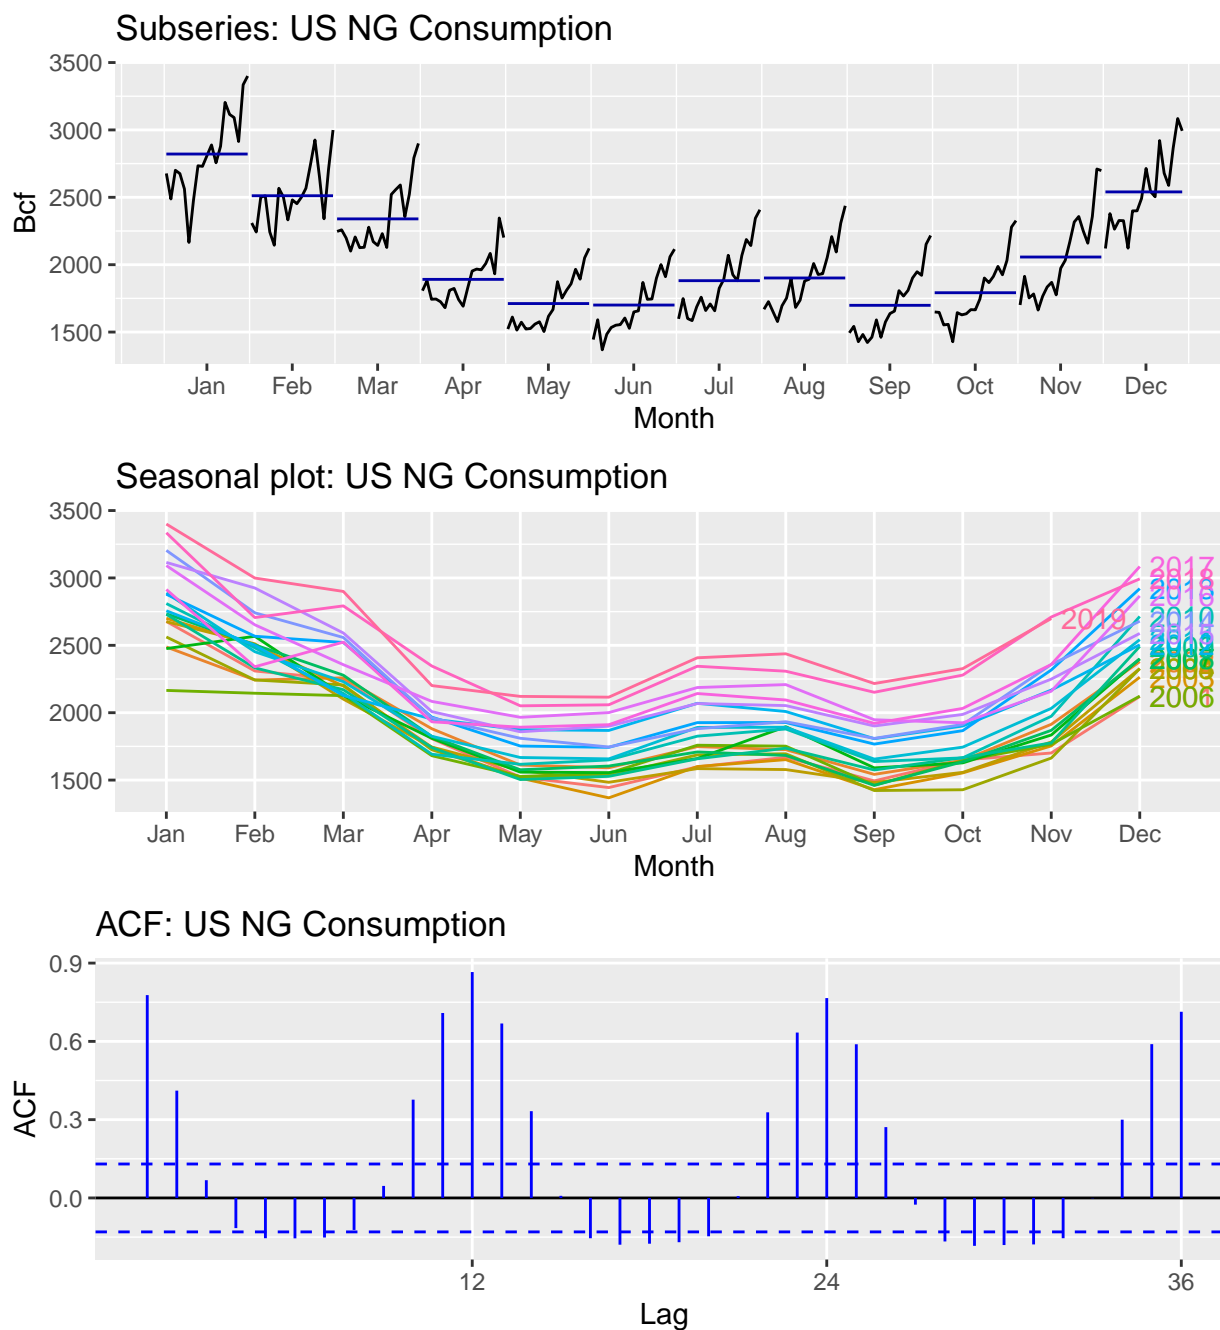 Subseries: US NG Consumption
3500
3000
2500
2000
1500
Bcf
Jan Feb Mar Apr May Jun Jul Aug Sep Oct Nov Dec
Month
Seasonal plot: US NG Consumption
3500
3000
2500
2000
1500
2017
2019
2006
Jan Feb Mar Apr May Jun Jul Aug Sep Oct Nov Dec
Month
ACF: US NG Consumption
0.9
0.6
0.3
0.0
ACF
12 24 36
Lag